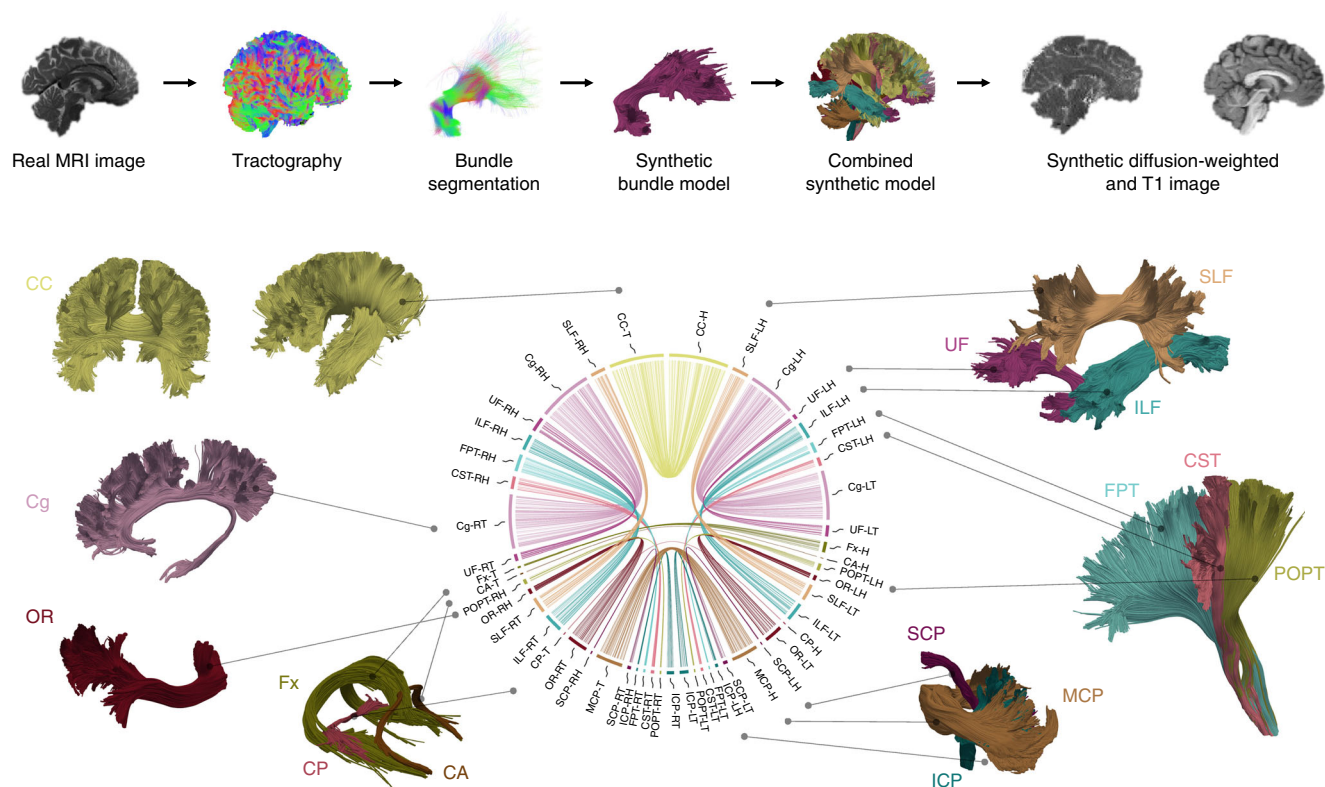 Real MRI image
Tractography
Bundle
segmentation
Synthetic
bundle model
Combined
synthetic model
Synthetic diffusion-weighted
and T1 image
CC
Cg
OR
Fx
CP
CA
SLF
UF
ILF
CST
FPT
POPT
SCP
MCP
ICP
CC-T
CC-H
SLF-LH
Cg-LH
UF-LH
ILF-LH
FPT-LH
CST-LH
Cg-LT
UF-LT
Fx-H
CA-H
POPT-LH
OR-LH
SLF-LT
ILF-LT
CP-H
OR-LT
SCP-LH
MCP-H
SCP-LT
ICP-LH
FPT-LT
CST-LT
POPT-LT
ICP-LT
ICP-RT
POPT-RT
CST-RT
FPT-RT
ICP-RH
SCP-RT
MCP-T
SCP-RH
OR-RT
CP-T
ILF-RT
SLF-RT
OR-RH
POPT-RH
CA-T
Fx-T
UF-RT
Cg-RT
CST-RH
FPT-RH
ILF-RH
UF-RH
Cg-RH
SLF-RH